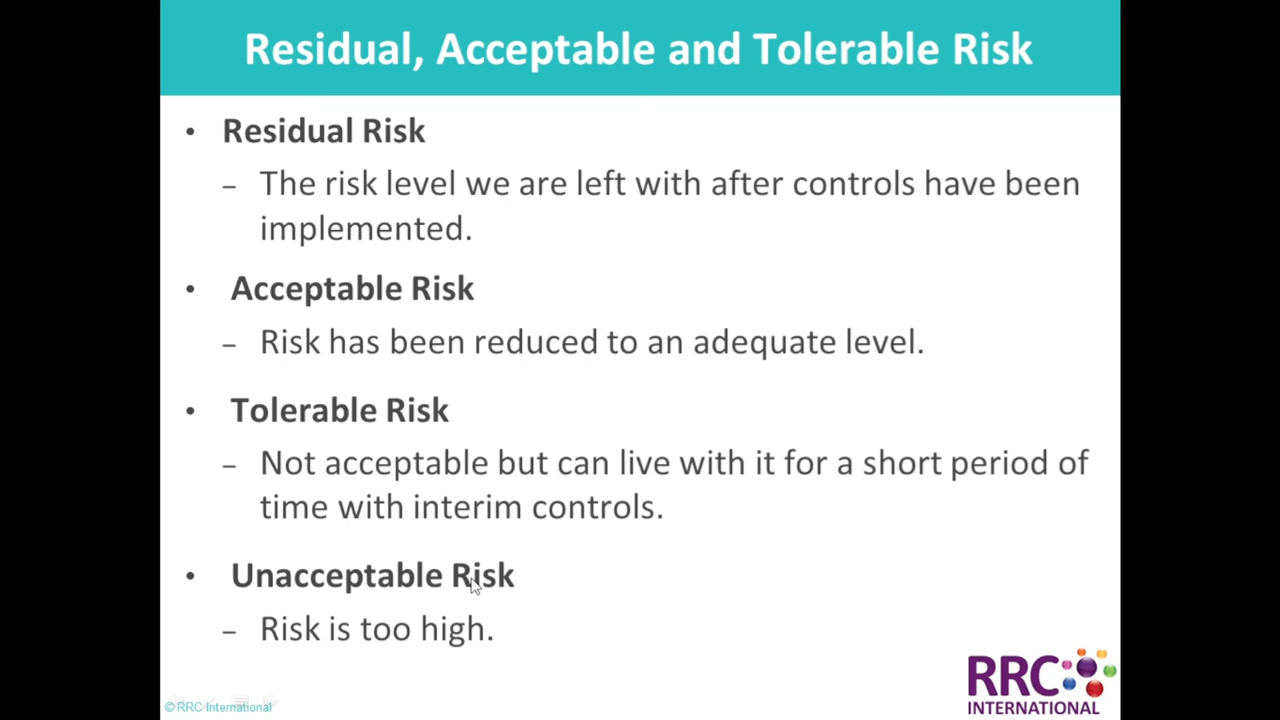 Residual, Acceptable and Tolerable Risk
• Residual Risk
– The risk level we are left with after controls have been
implemented.
• Acceptable Risk
– Risk has been reduced to an adequate level.
• Tolerable Risk
– Not acceptable but can live with it for a short period of
time with interim controls.
• Unacceptable Risk
– Risk is too high.
RRC
INTERNATIONAL
© RRC International